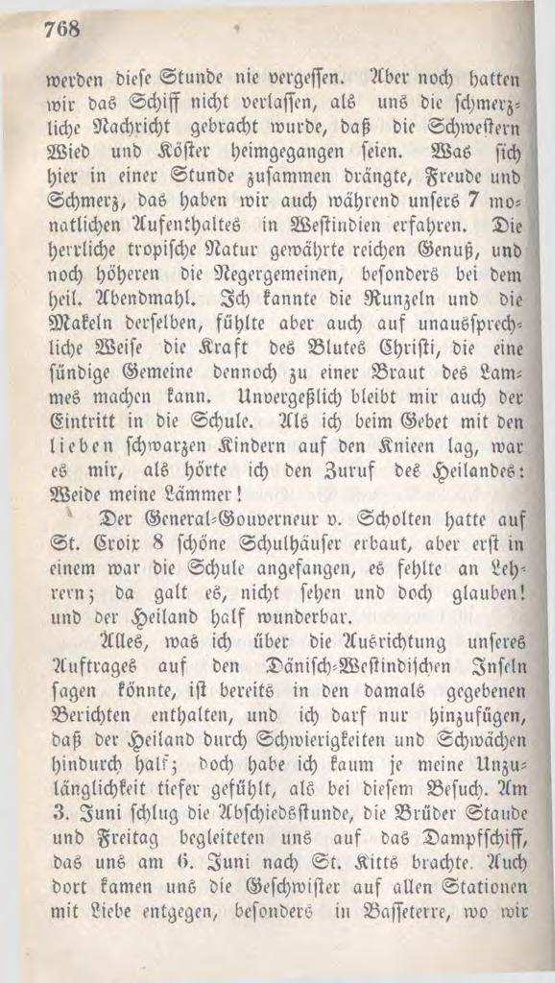 768
werden diese Stunde nie vergessen. Aber noch hatten
wir das Schiff nicht verlassen, als uns die schmerz-
liche Nachricht gebracht wurde, daß die Schwestern
Wied und Köster heimgegangen seien. Was sich
hier in einer Stunde zusammen drängte, Freude und
Schmerz, das haben wir auch während unsers 7 mo-
natlichen Aufenthaltes in Westindien erfahren. Die
herrliche tropische Natur gewährte reichen Genuß, und
noch höheren die Negergemeinen, besonders bei dem
heil. Abendmahl. Ich kannte die Runzeln und die
Makeln derselben, fühlte aber auch auf unaussprech-
liche Weise die Kraft des Blutes Christi, die eine
sündige Gemeine dennoch zu einer Braut des Lam-
mes machen kann. Unvergeßlich bleibt mir auch der
Eintritt in die Schule. Als ich beim Gebet mit den
lieben schwarzen Kindern auf den Knieen lag, war
es mir, als hörte ich den Zuruf des Heilandes:
Weide meine Lämmer!
Der General-Gouverneur v. Scholten hatte auf
St. Croix 8 schöne Schulhäuser erbaut, aber erst in
einem war die Schule angefangen, es fehlte an Leh-
rern; da galt es, nicht sehen und doch glauben!
und der Heiland half wunderbar.
Alles, was ich über die Ausrichtung unseres
Auftrages auf den Dänisch-Westindischen Inseln
sagen könnte, ist bereits in den damals gegebenen
Berichten enthalten, und ich darf nur hinzufügen,
daß der Heiland durch Schwierigkeiten und Schwächen
hindurch half; doch habe ich kaum je meine Unzu-
länglichkeit tiefer gefühlt, als bei diesem Besuch. Am
3. Juni schlug die Abschiedsstunde, die Brüder Staude
und Freitag begleiteten uns auf das Dampfschiff,
das uns am 6. Juni nach St. Kitts brachte. Auch
dort kamen uns die Geschwister auf allen Stationen
mit Liebe entgegen, besonders in Basseterre, wo wir